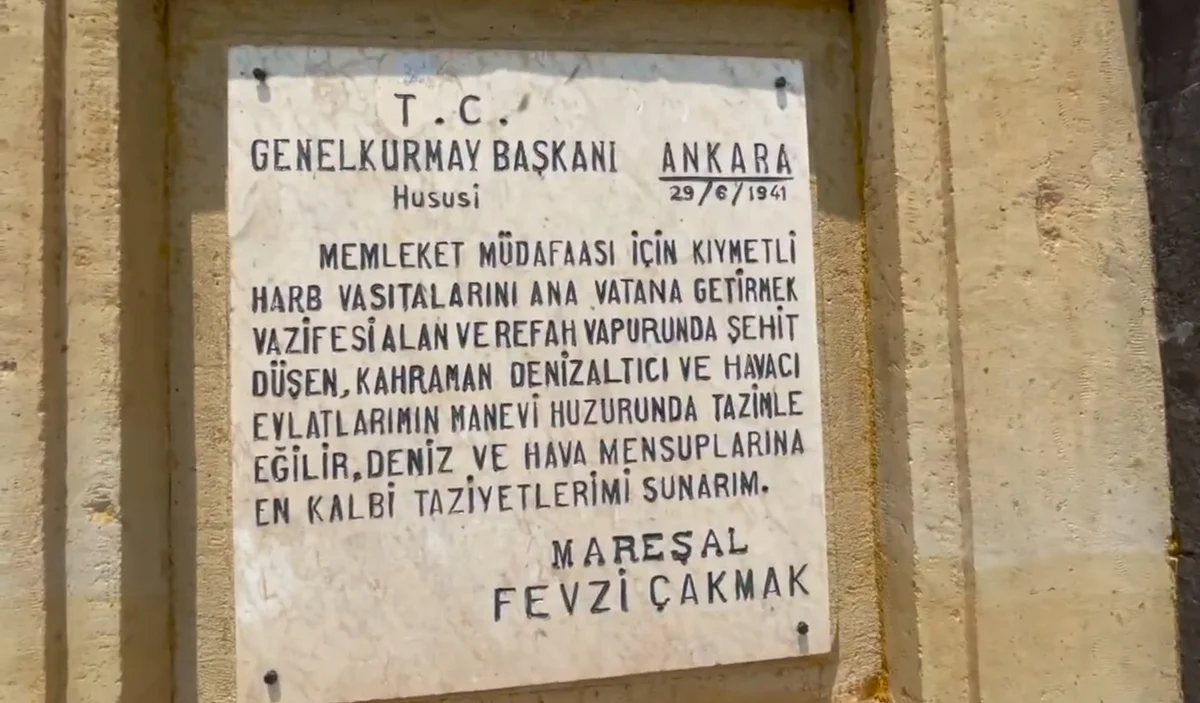 T.C.
GENELKURMAY BAŞKANI ANKARA
Hususi 29/6/1941
MEMLEKET MÜDAFAASI İÇİN KIYMETLİ
HARB VASITALARINI ANA VATANA GETİRMEK
VAZİFESİ ALAN VE REFAH VAPURUNDA ŞEHİT
DÜŞEN, KAHRAMAN DENİZALTICI VE HAVACI
EVLATLARIMIN MANEVİ HUZURUNDA TAZİMLE
EĞİLİR, DENİZ VE HAVA MENSUPLARINA
EN KALBİ TAZİYETLERİMİ SUNARIM.
MAREŞAL
FEVZİ ÇAKMAK